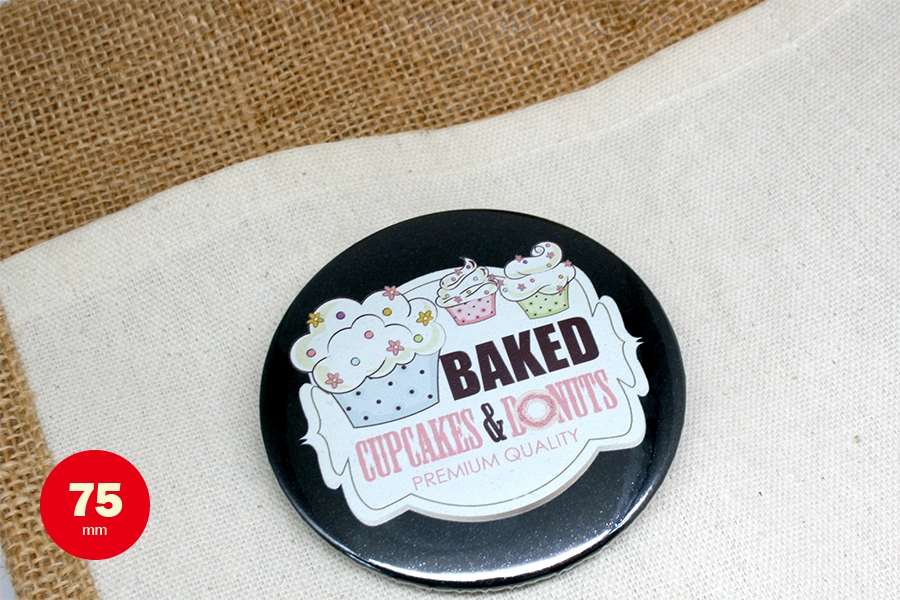 BAKED
CUPCAKES & DONUTS
PREMIUM QUALITY
75
mm